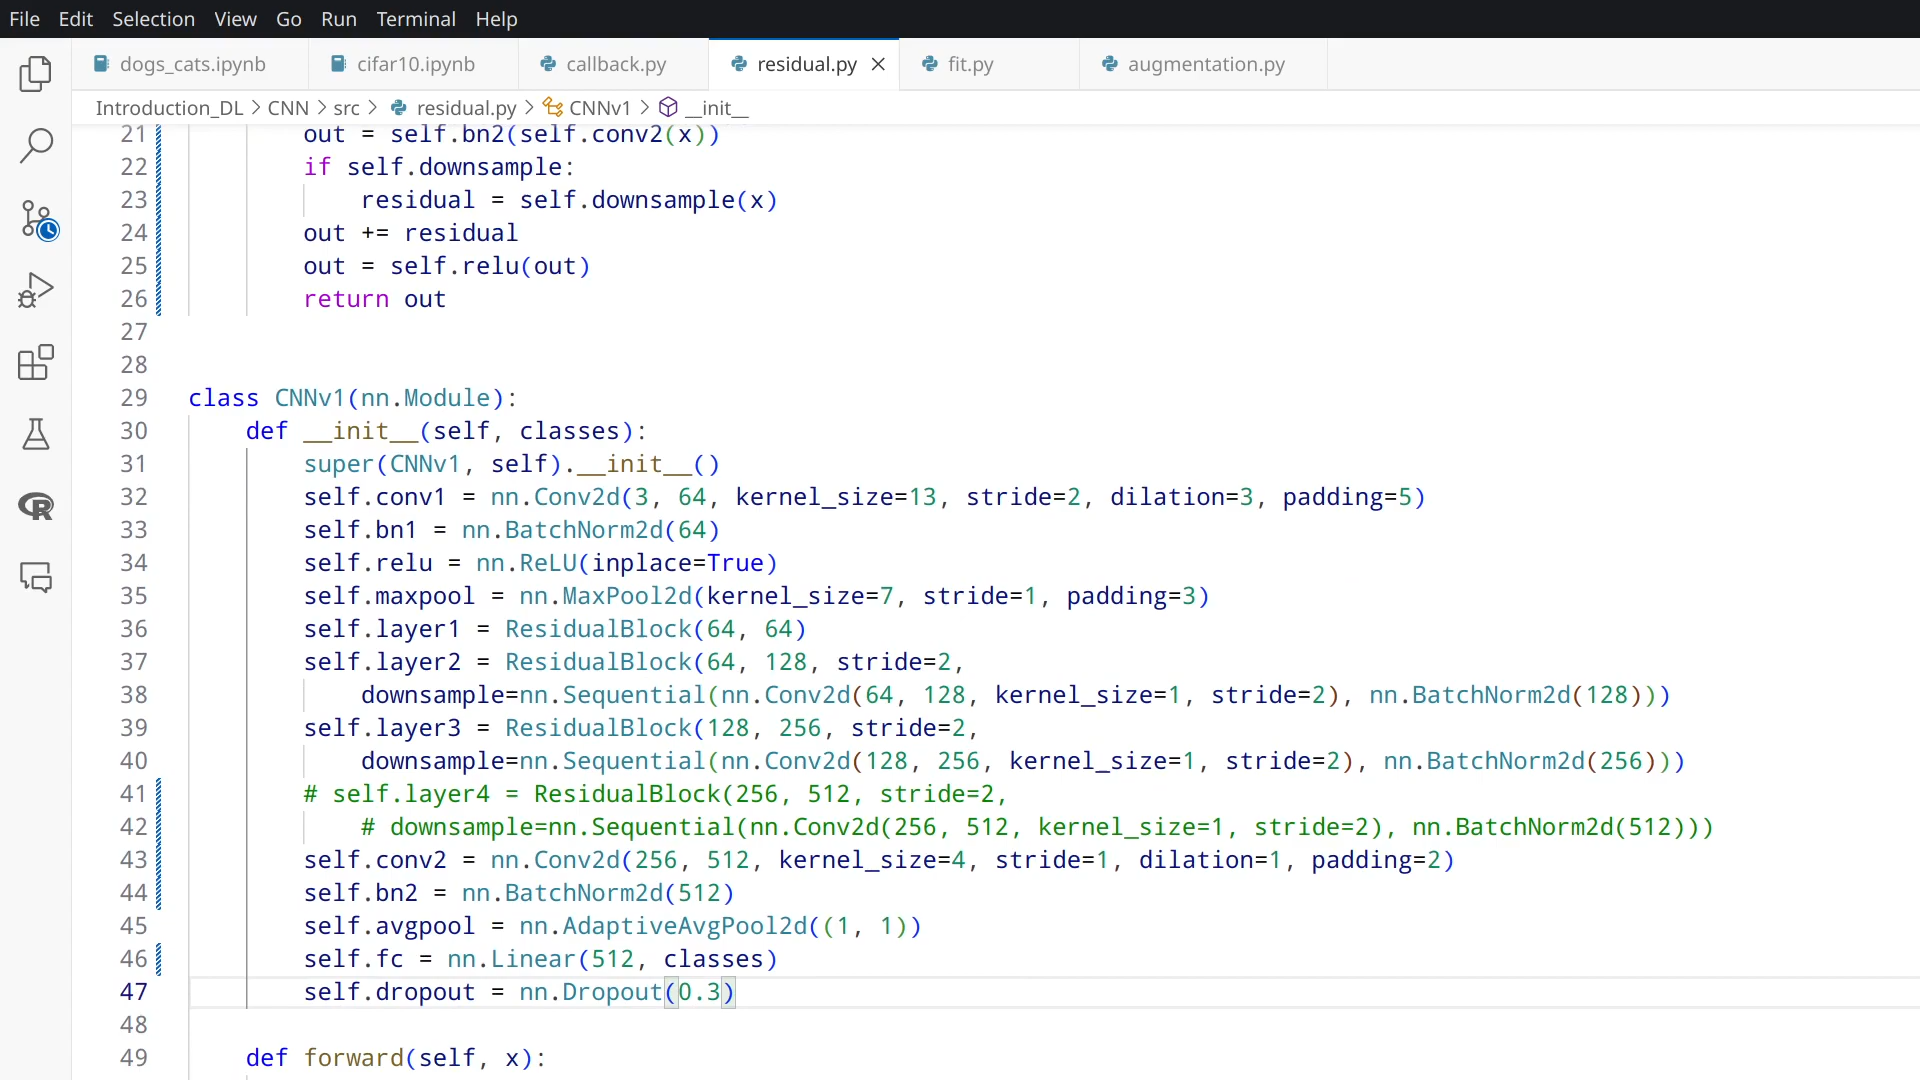 File Edit Selection View Go Run Terminal Help
dogs_cats.ipynb cifar10.ipynb callback.py residual.py fit.py augmentation.py
Introduction_DL > CNN > src > residual.py > CNNv1 > __init__
21 out = self.bn2(self.conv2(x))
22 if self.downsample:
23 residual = self.downsample(x)
24 out += residual
25 out = self.relu(out)
26 return out
27
28
29 class CNNv1(nn.Module):
30 def __init__(self, classes):
31 super(CNNv1, self).__init__()
32 self.conv1 = nn.Conv2d(3, 64, kernel_size=13, stride=2, dilation=3, padding=5)
33 self.bn1 = nn.BatchNorm2d(64)
34 self.relu = nn.ReLU(inplace=True)
35 self.maxpool = nn.MaxPool2d(kernel_size=7, stride=1, padding=3)
36 self.layer1 = ResidualBlock(64, 64)
37 self.layer2 = ResidualBlock(64, 128, stride=2,
38 downsample=nn.Sequential(nn.Conv2d(64, 128, kernel_size=1, stride=2), nn.BatchNorm2d(128)))
39 self.layer3 = ResidualBlock(128, 256, stride=2,
40 downsample=nn.Sequential(nn.Conv2d(128, 256, kernel_size=1, stride=2), nn.BatchNorm2d(256)))
41 # self.layer4 = ResidualBlock(256, 512, stride=2,
42 # downsample=nn.Sequential(nn.Conv2d(256, 512, kernel_size=1, stride=2), nn.BatchNorm2d(512)))
43 self.conv2 = nn.Conv2d(256, 512, kernel_size=4, stride=1, dilation=1, padding=2)
44 self.bn2 = nn.BatchNorm2d(512)
45 self.avgpool = nn.AdaptiveAvgPool2d((1, 1))
46 self.fc = nn.Linear(512, classes)
47 self.dropout = nn.Dropout(0.3)
48
49 def forward(self, x):